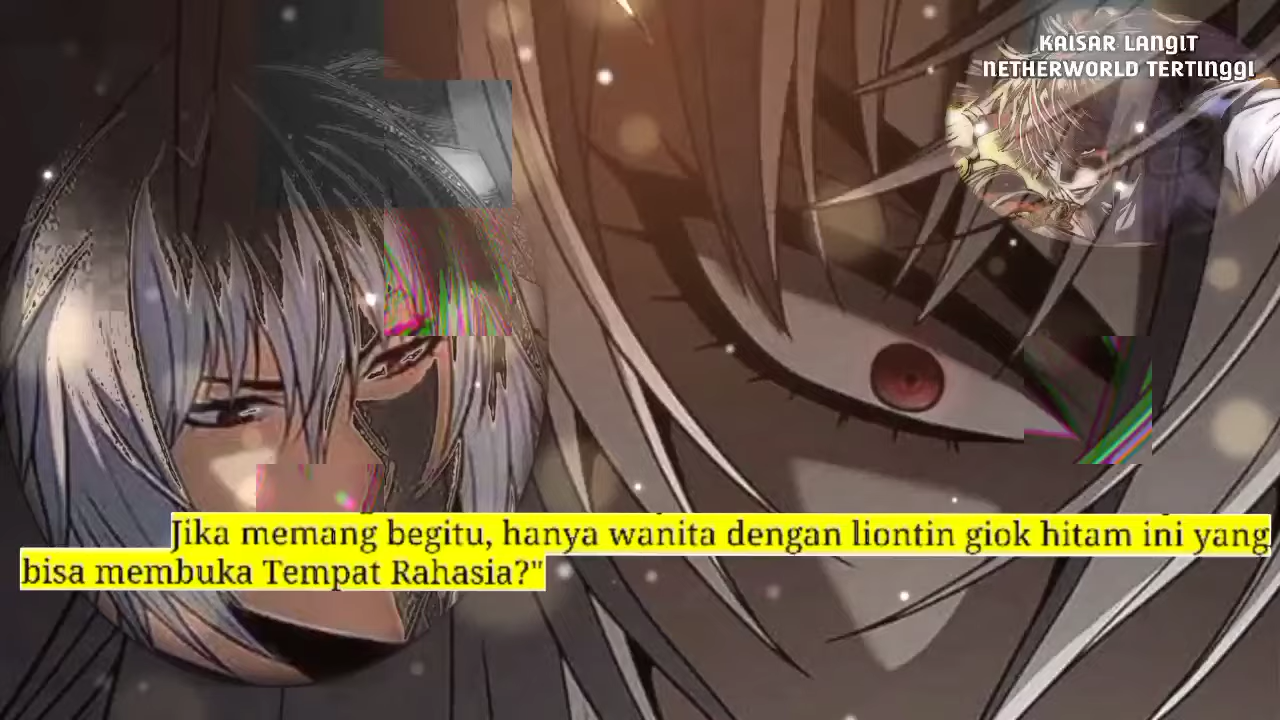 KAISAR LANGIT
NETHERWORLD TERTINGGI
Jika memang begitu, hanya wanita dengan liontin giok hitam ini yang
bisa membuka Tempat Rahasia?"